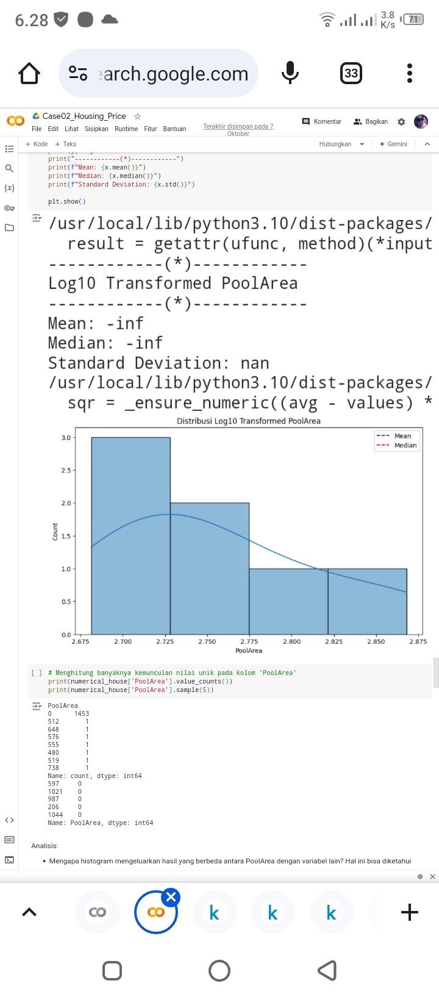 6.28
3.8
K/s
71
arch.google.com
33
Case02_Housing_Price
File Edit Lihat Sisipkan Runtime Fitur Bantuan
Terakhir disimpan pada 7
Oktober
Komentar
Bagikan
+ Kode + Teks
Hubungkan
Gemini
print("------------(*)------------")
print(f"Mean: {x.mean()}")
print(f"Median: {x.median()}")
print(f"Standard Deviation: {x.std()}")
plt.show()
/usr/local/lib/python3.10/dist-packages/
result = getattr(ufunc, method)(*input
------------(*)------------
Log10 Transformed PoolArea
------------(*)------------
Mean: -inf
Median: -inf
Standard Deviation: nan
/usr/local/lib/python3.10/dist-packages/
sqr = _ensure_numeric((avg - values) *
Distribusi Log10 Transformed PoolArea
Mean
Median
3.0
2.5
2.0
1.5
1.0
0.5
0.0
Count
2.675 2.700 2.725 2.750 2.775 2.800 2.825 2.850 2.875
PoolArea
[ ] # Menghitung banyaknya kemunculan nilai unik pada kolom 'PoolArea'
print(numerical_house['PoolArea'].value_counts())
print(numerical_house['PoolArea'].sample(5))
PoolArea
0 1453
512 1
648 1
576 1
555 1
480 1
519 1
738 1
Name: count, dtype: int64
597 0
1021 0
987 0
206 0
1044 0
Name: PoolArea, dtype: int64
Analisis:
• Mengapa histogram mengeluarkan hasil yang berbeda antara PoolArea dengan variabel lain? Hal ini bisa diketahui
k
k
k